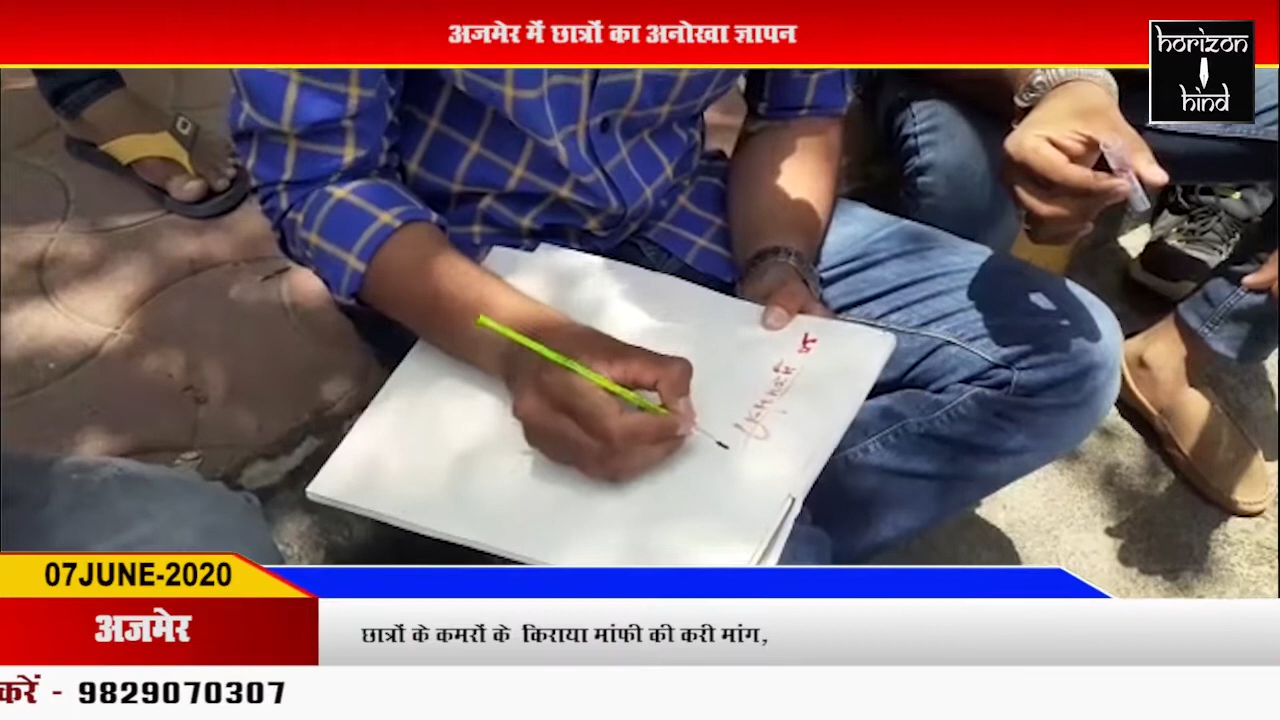 अजमेर में छात्रों का अनोखा ज्ञापन
horizon
hind
07JUNE-2020
अजमेर
छात्रों के कमरों के किराया मांफी की करी मांग,
करें - 9829070307